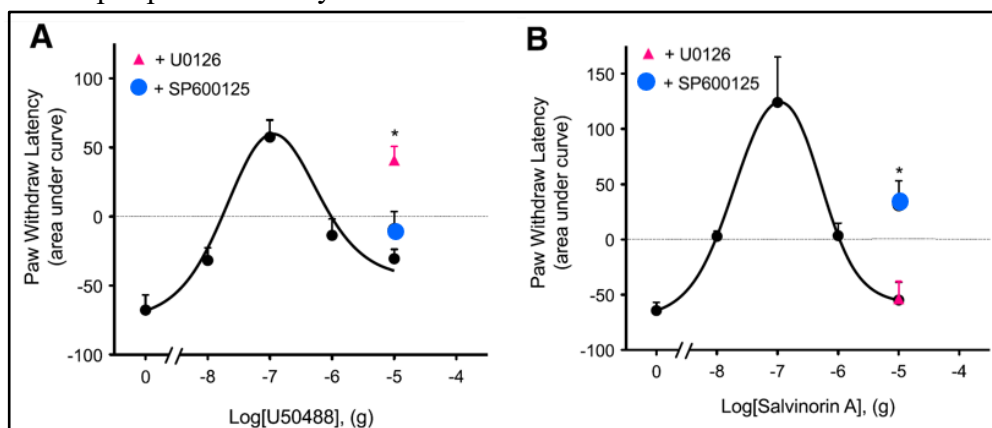 A
+ U0126
+ SP600125
Paw Withdraw Latency
(area under curve)
100
50
0
-50
-100
*
0
-8
-7
-6
-5
-4
Log[U50488], (g)
B
+ U0126
+ SP600125
Paw Withdraw Latency
(area under curve)
150
100
50
0
-50
-100
*
0
-8
-7
-6
-5
-4
Log[Salvinorin A], (g)